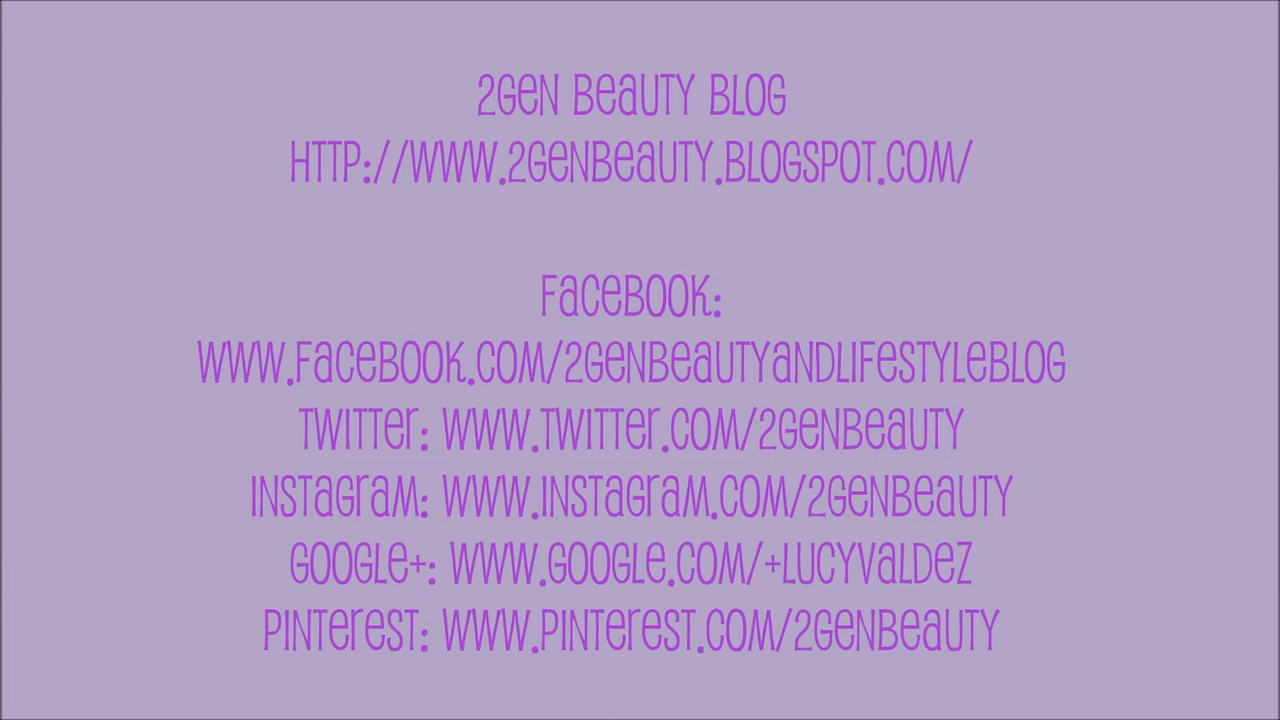 2Gen Beauty Blog
http://www.2genbeauty.blogspot.com/
Facebook:
www.facebook.com/2genbeautyandlifestyleblog
Twitter: www.twitter.com/2genbeauty
Instagram: www.instagram.com/2genbeauty
Google+: www.google.com/+LucyValdez
Pinterest: www.pinterest.com/2genbeauty